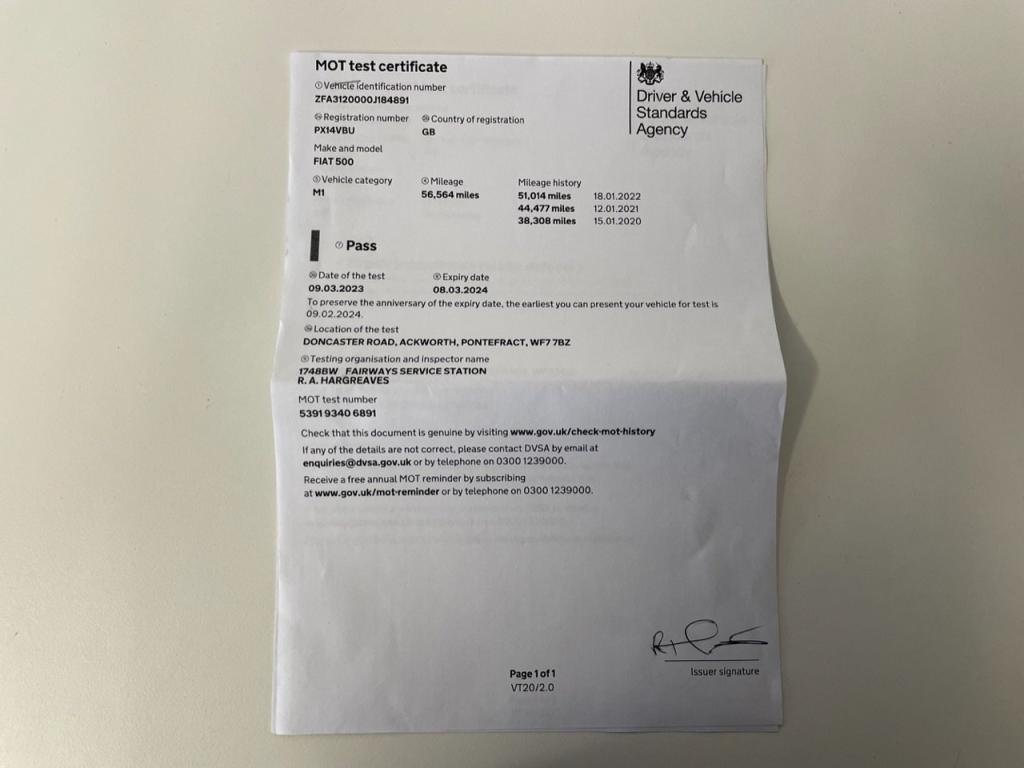 MOT test certificate
Vehicle identification number
ZFA3120000J184891
Registration number
Country of registration
PX14VBU
GB
Make and model
FIAT 500
Vehicle category
Mileage
Mileage history
M1
56,564 miles
51,014 miles 18.01.2022
44,477 miles 12.01.2021
38,308 miles 15.01.2020
Pass
Date of the test
Expiry date
09.03.2023
08.03.2024
To preserve the anniversary of the expiry date, the earliest you can present your vehicle for test is
09.02.2024.
Location of the test
DONCASTER ROAD, ACKWORTH, PONTEFRACT, WF7 7BZ
Testing organisation and inspector name
1748BW FAIRWAYS SERVICE STATION
R. A. HARGREAVES
MOT test number
5391 9340 6891
Check that this document is genuine by visiting www.gov.uk/check-mot-history
If any of the details are not correct, please contact DVSA by email at
enquiries@dvsa.gov.uk or by telephone on 0300 1239000.
Receive a free annual MOT reminder by subscribing
at www.gov.uk/mot-reminder or by telephone on 0300 1239000.
Driver & Vehicle
Standards
Agency
Issuer signature
Page 1 of 1
VT20/2.0